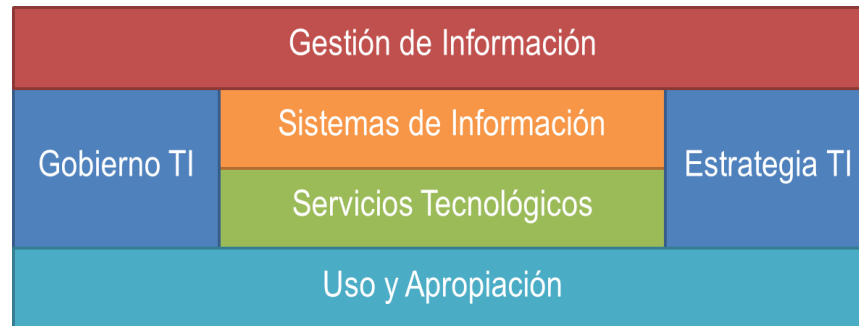 Gestión de Información
Gobierno TI
Sistemas de Información
Servicios Tecnológicos
Estrategia TI
Uso y Apropiación